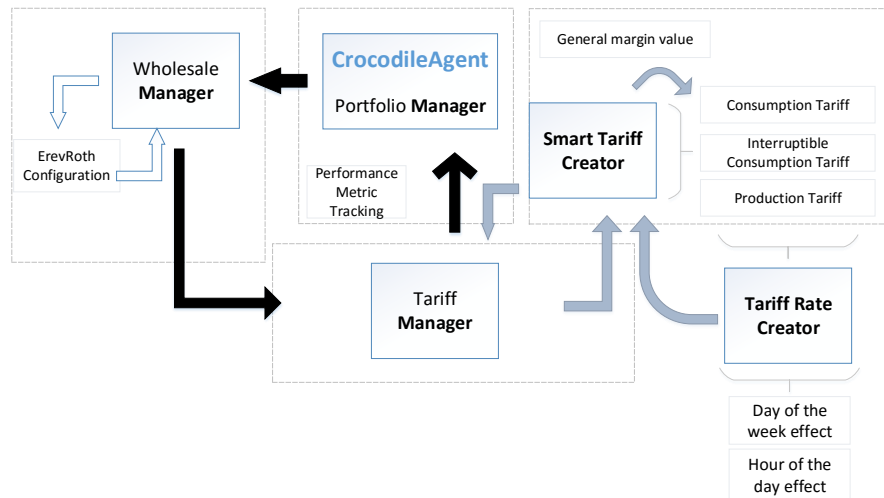 Wholesale
Manager
ErevRoth
Configuration
CrocodileAgent
Portfolio Manager
Performance
Metric
Tracking
General margin value
Smart Tariff
Creator
Consumption Tariff
Interruptible
Consumption Tariff
Production Tariff
Tariff
Manager
Tariff Rate
Creator
Day of the
week effect
Hour of the
day effect